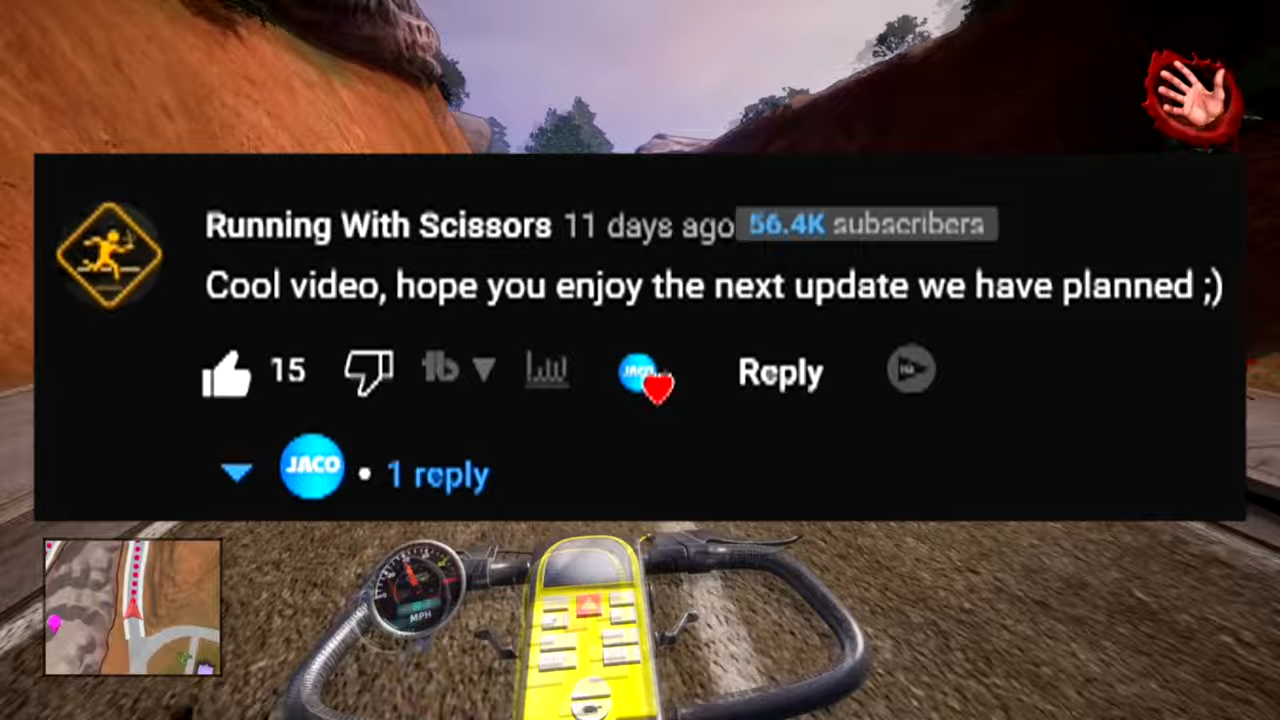 Running With Scissors 11 days ago 56.4K subscribers
Cool video, hope you enjoy the next update we have planned ;)
15 Reply
JACO • 1 reply
MPH